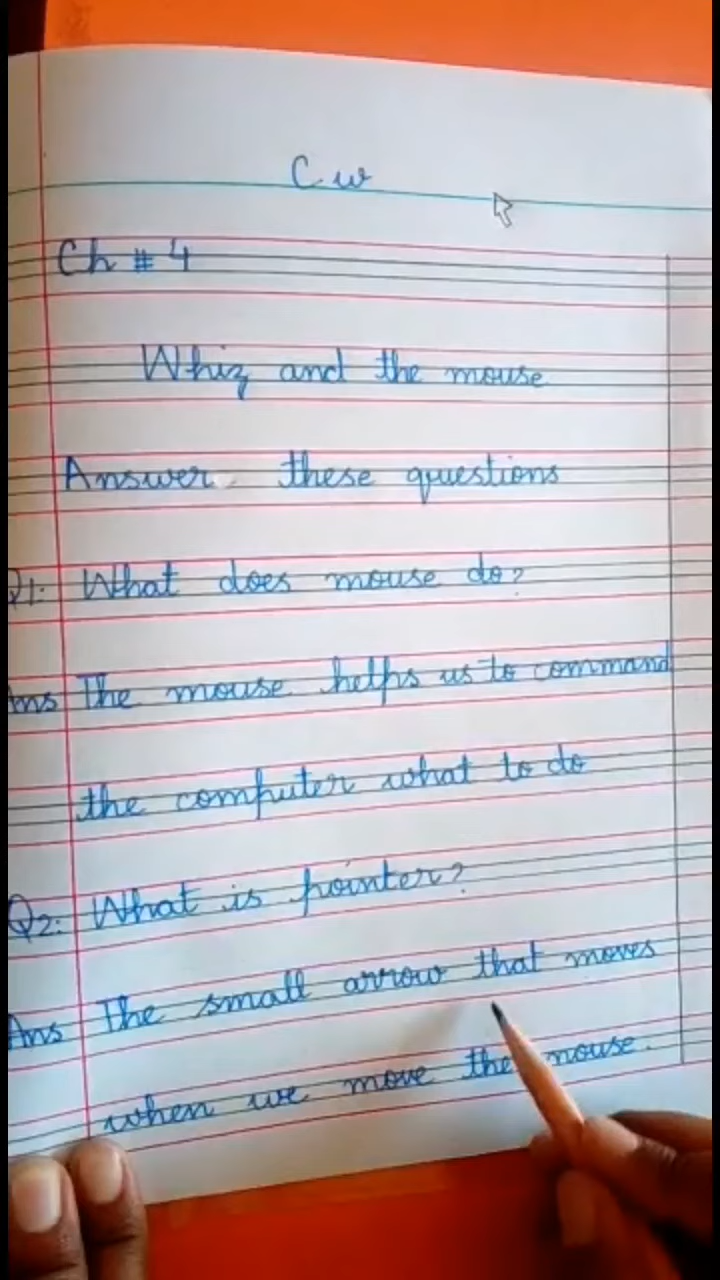 C w
Ch # 4
Whiz and the mouse
Answer these questions
Q1: What does mouse do?
Ans The mouse helps us to command
the computer what to do
Q2: What is pointer?
Ans The small arrow that moves
when we move the mouse.